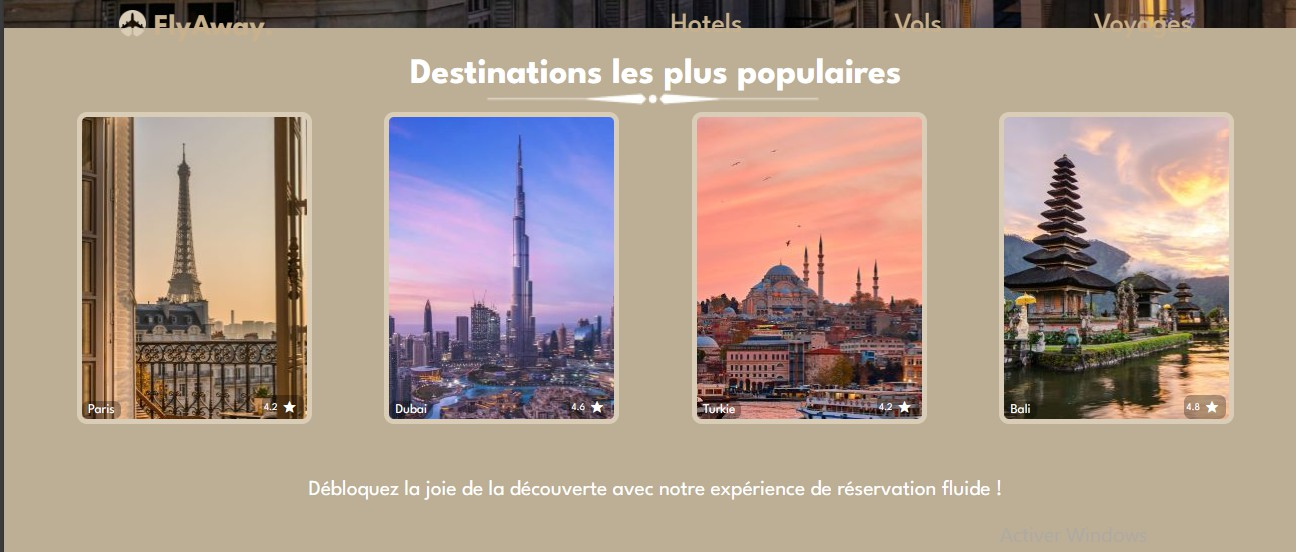 FlyAway.
Hotels
Vols
Voyages
Destinations les plus populaires
Paris
4.2
Dubai
4.6
Turkie
4.2
Bali
4.8
Débloquez la joie de la découverte avec notre expérience de réservation fluide !
Activer Windows